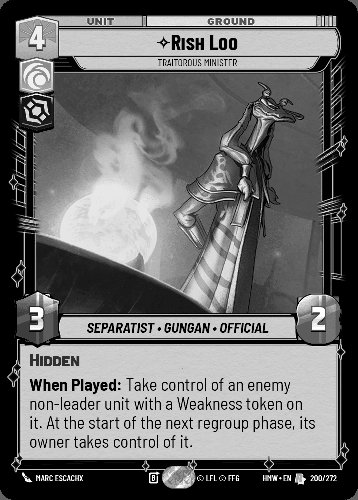 UNIT
GROUND
4
✧RISH LOO
TRAITOROUS MINISTER
3
SEPARATIST • GUNGAN • OFFICIAL
2
HIDDEN
When Played: Take control of an enemy
non-leader unit with a Weakness token on
it. At the start of the next regroup phase, its
owner takes control of it.
MARC ESCACHX
© LFL © FFG
HMW • EN
200/272